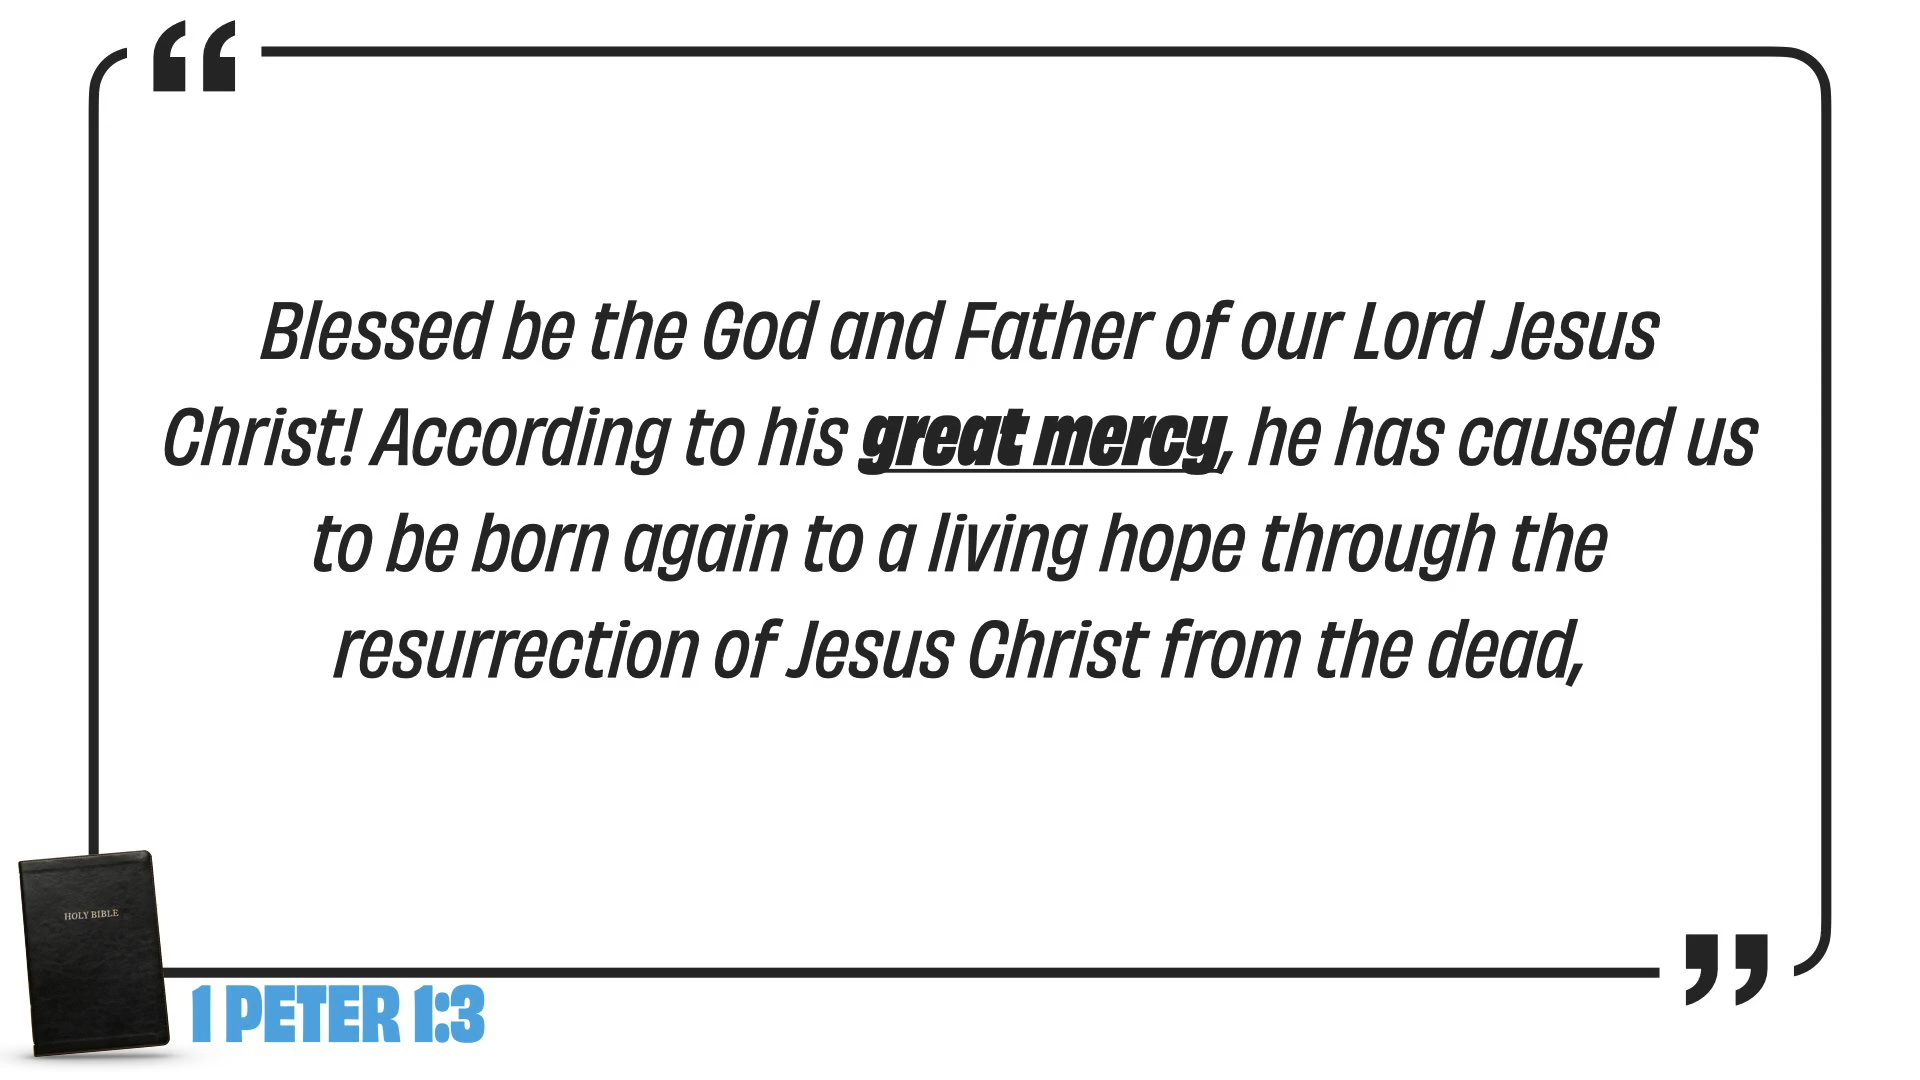 “
Blessed be the God and Father of our Lord Jesus
Christ! According to his great mercy, he has caused us
to be born again to a living hope through the
resurrection of Jesus Christ from the dead,
”
HOLY BIBLE
1 PETER 1:3